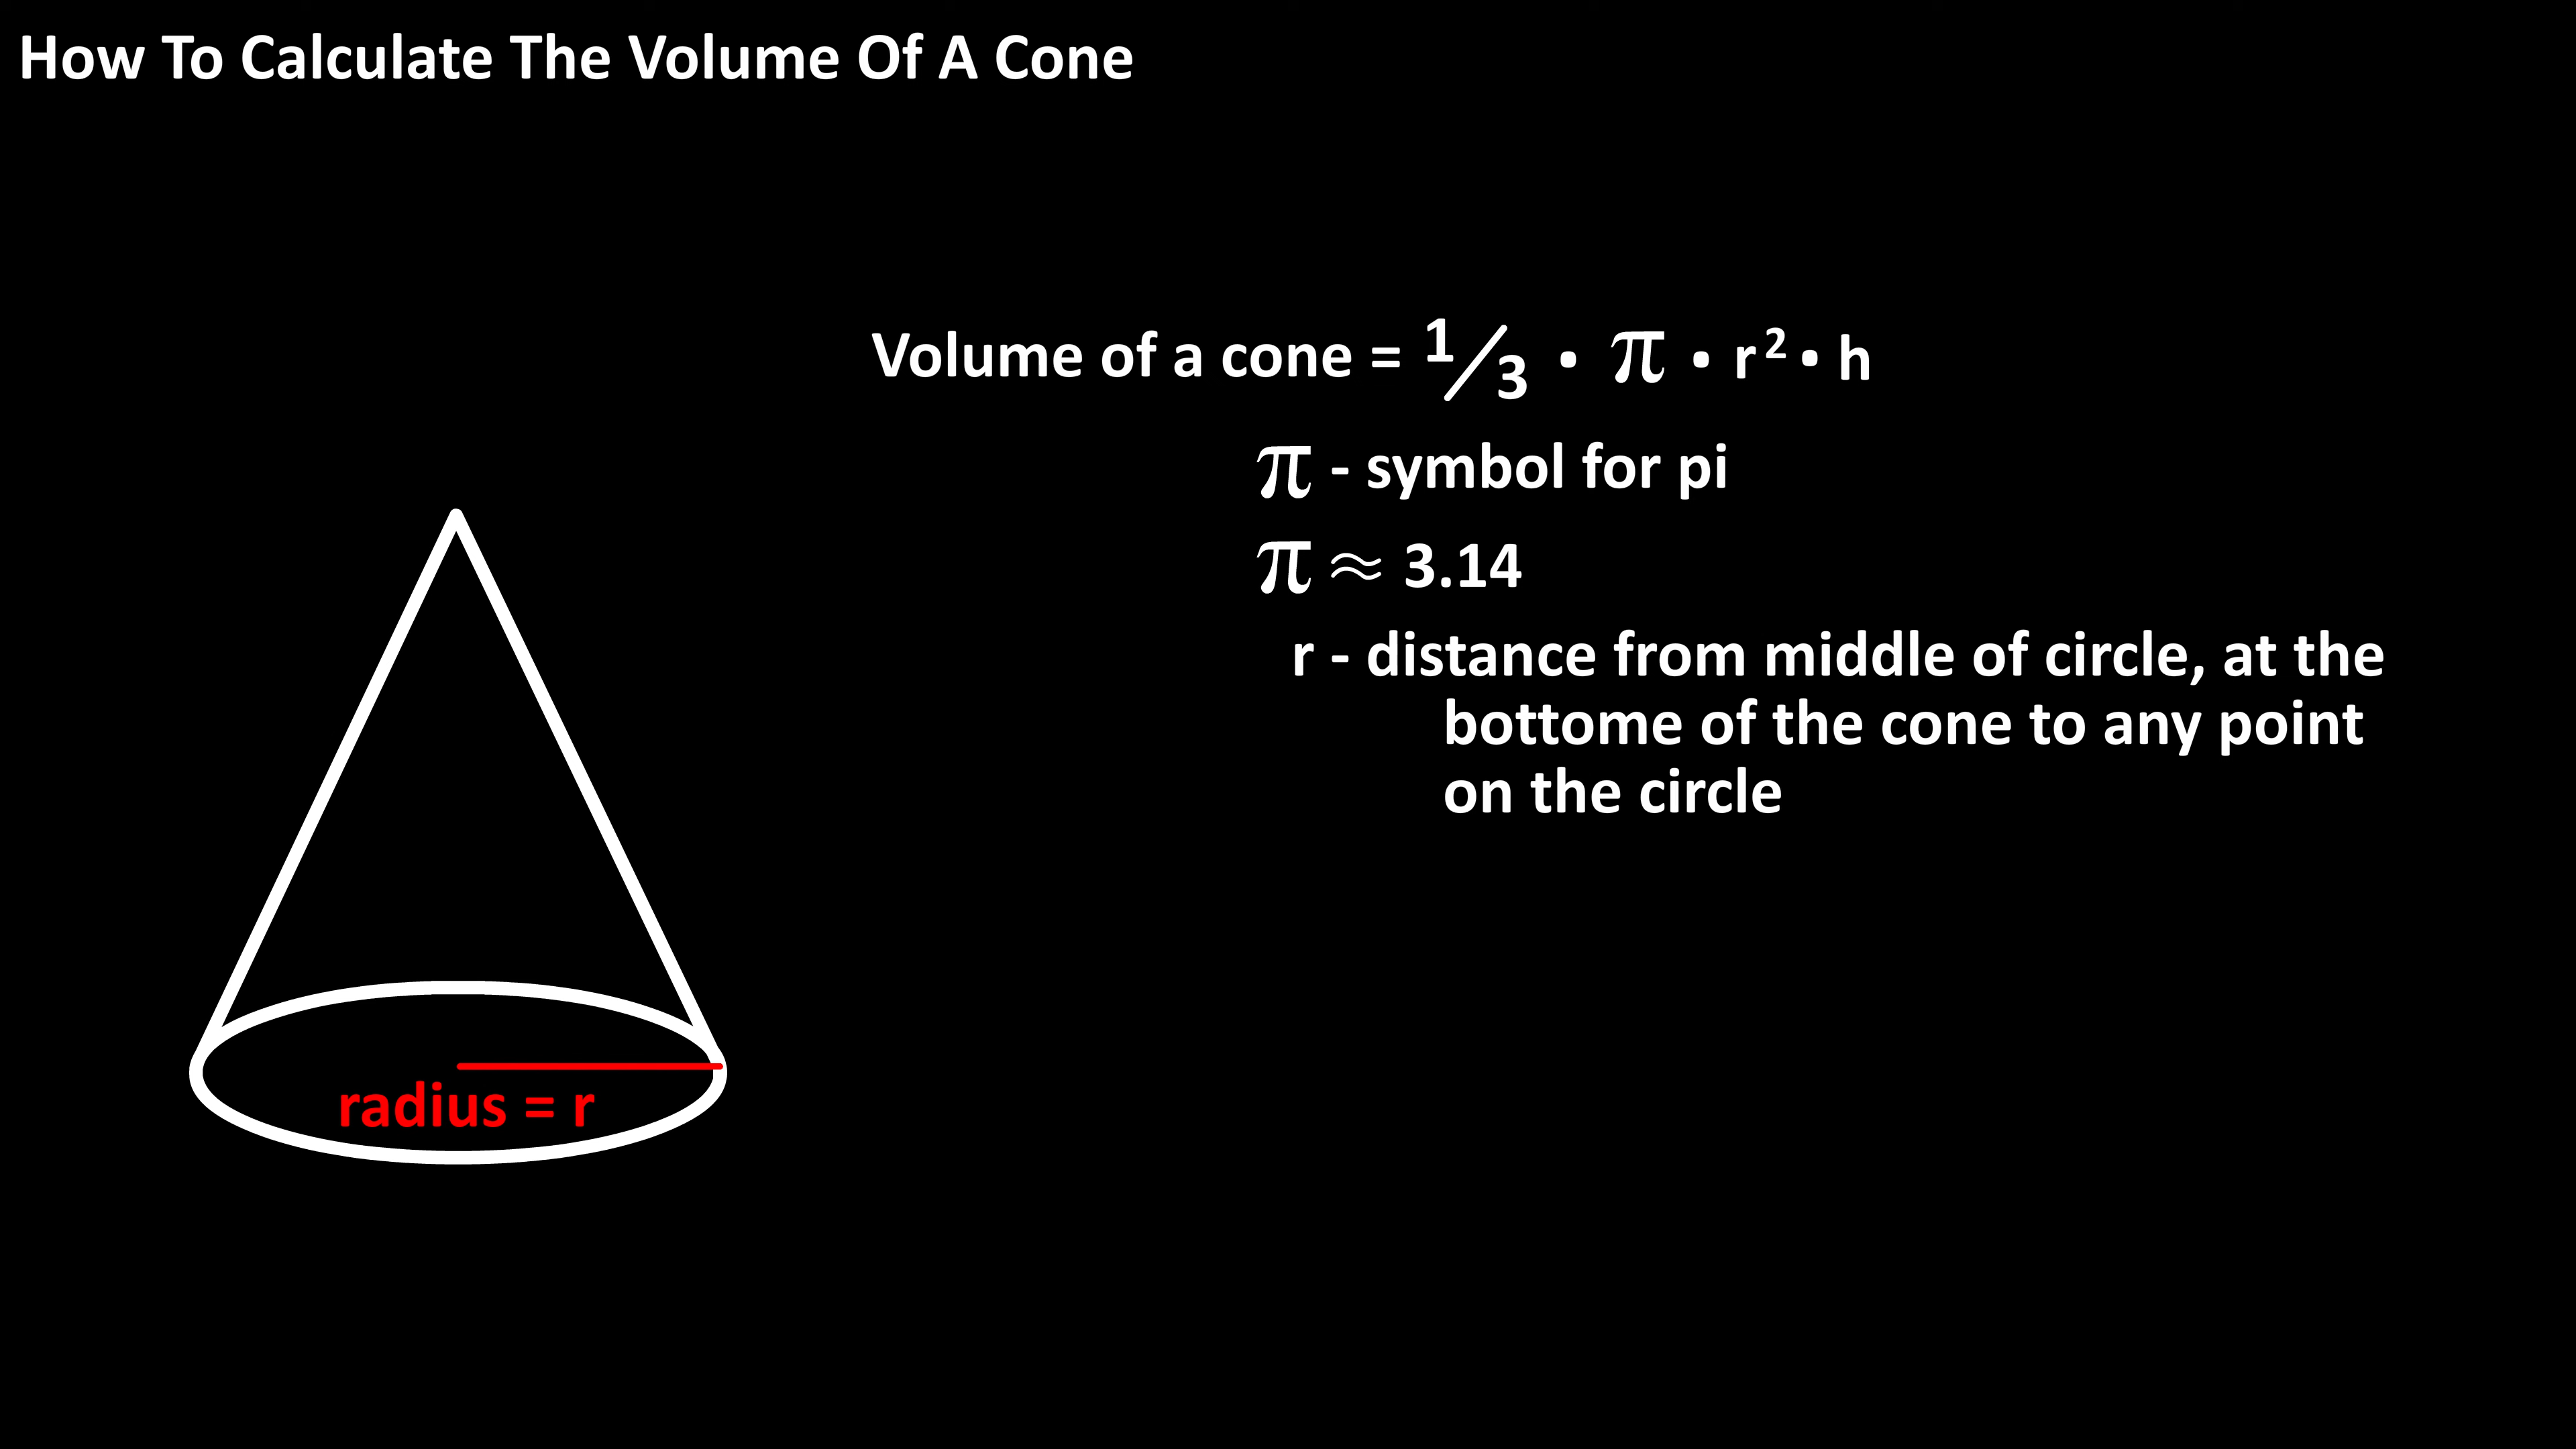 How To Calculate The Volume Of A Cone
Volume of a cone = 1/3 · π · r² · h
π - symbol for pi
π ≈ 3.14
r - distance from middle of circle, at the
bottome of the cone to any point
on the circle
radius = r